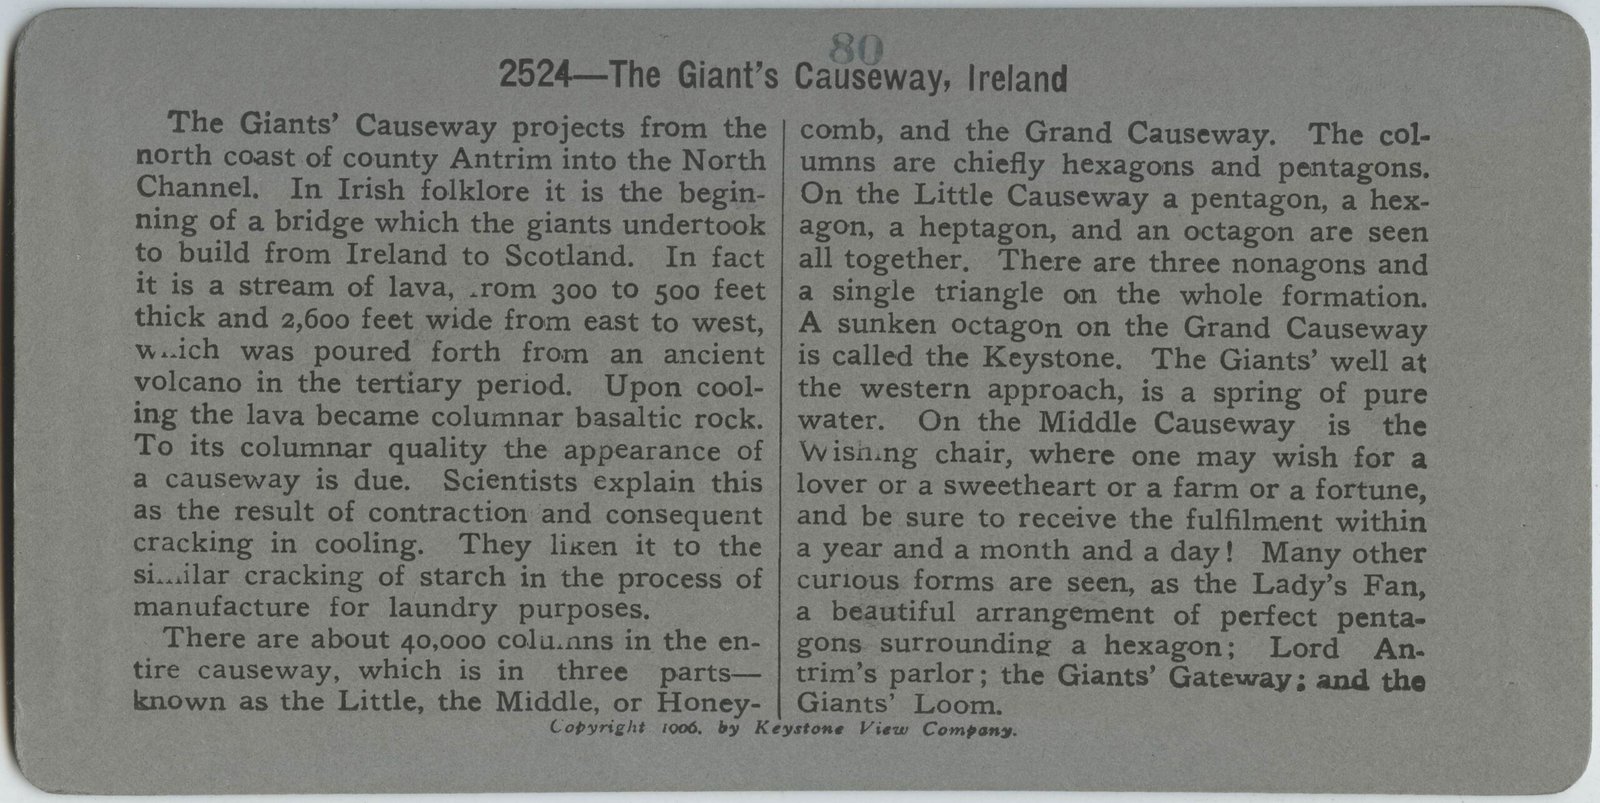 80
2524—The Giant's Causeway, Ireland
The Giants' Causeway projects from the
north coast of county Antrim into the North
Channel. In Irish folklore it is the begin-
ning of a bridge which the giants undertook
to build from Ireland to Scotland. In fact
it is a stream of lava, from 300 to 500 feet
thick and 2,600 feet wide from east to west,
which was poured forth from an ancient
volcano in the tertiary period. Upon cool-
ing the lava became columnar basaltic rock.
To its columnar quality the appearance of
a causeway is due. Scientists explain this
as the result of contraction and consequent
cracking in cooling. They liken it to the
similar cracking of starch in the process of
manufacture for laundry purposes.
There are about 40,000 columns in the en-
tire causeway, which is in three parts—
known as the Little, the Middle, or Honey-
comb, and the Grand Causeway. The col-
umns are chiefly hexagons and pentagons.
On the Little Causeway a pentagon, a hex-
agon, a heptagon, and an octagon are seen
all together. There are three nonagons and
a single triangle on the whole formation.
A sunken octagon on the Grand Causeway
is called the Keystone. The Giants' well at
the western approach, is a spring of pure
water. On the Middle Causeway is the
Wishing chair, where one may wish for a
lover or a sweetheart or a farm or a fortune,
and be sure to receive the fulfilment within
a year and a month and a day! Many other
curious forms are seen, as the Lady's Fan,
a beautiful arrangement of perfect penta-
gons surrounding a hexagon; Lord An-
trim's parlor; the Giants' Gateway; and the
Giants' Loom.
Copyright 1906, by Keystone View Company.